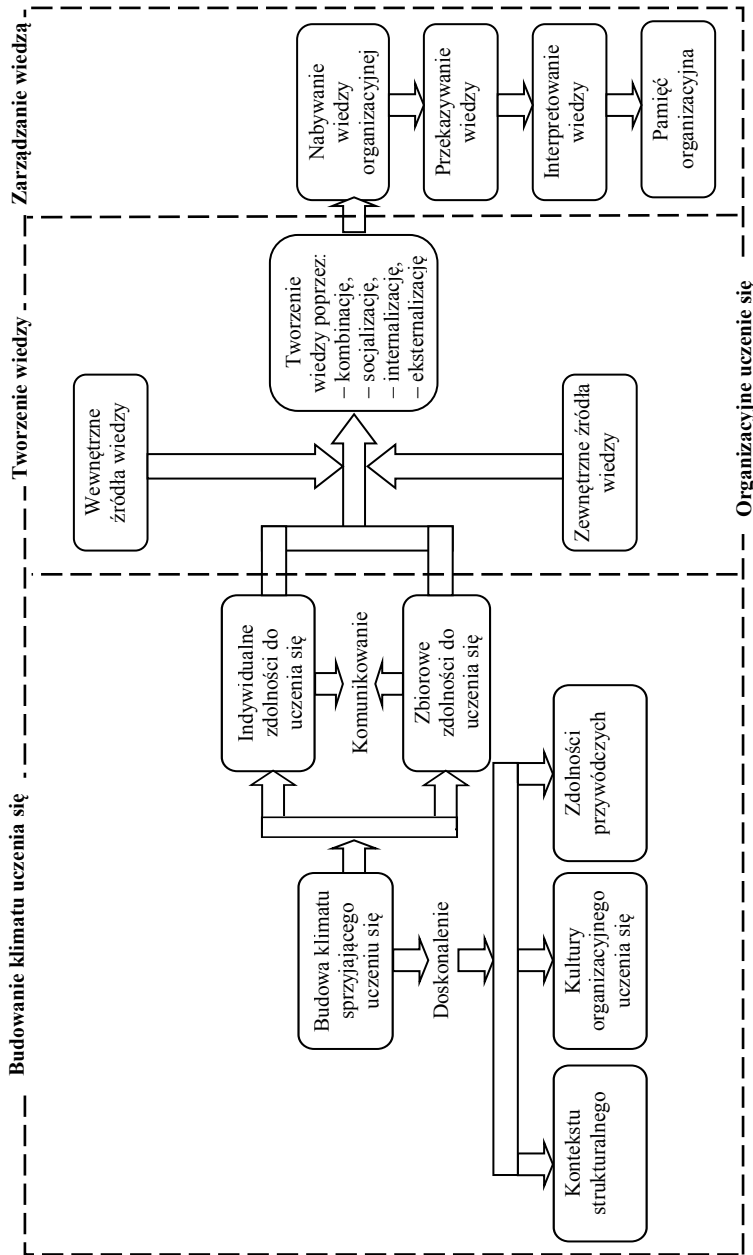 Budowanie klimatu uczenia się
Tworzenie wiedzy
Zarządzanie wiedzą
Budowa klimatu
sprzyjającego
uczeniu się
Doskonalenie
Kontekstu
strukturalnego
Kultury
organizacyjnego
uczenia się
Zdolności
przywódczych
Indywidualne
zdolności do
uczenia się
Komunikowanie
Zbiorowe
zdolności do
uczenia się
Wewnętrzne
źródła wiedzy
Zewnętrzne źródła
wiedzy
Tworzenie
wiedzy poprzez:
– kombinację,
– socjalizację,
– internalizację,
– eksternalizację
Nabywanie
wiedzy
organizacyjnej
Przekazywanie
wiedzy
Interpretowanie
wiedzy
Pamięć
organizacyjna
Organizacyjne uczenie się